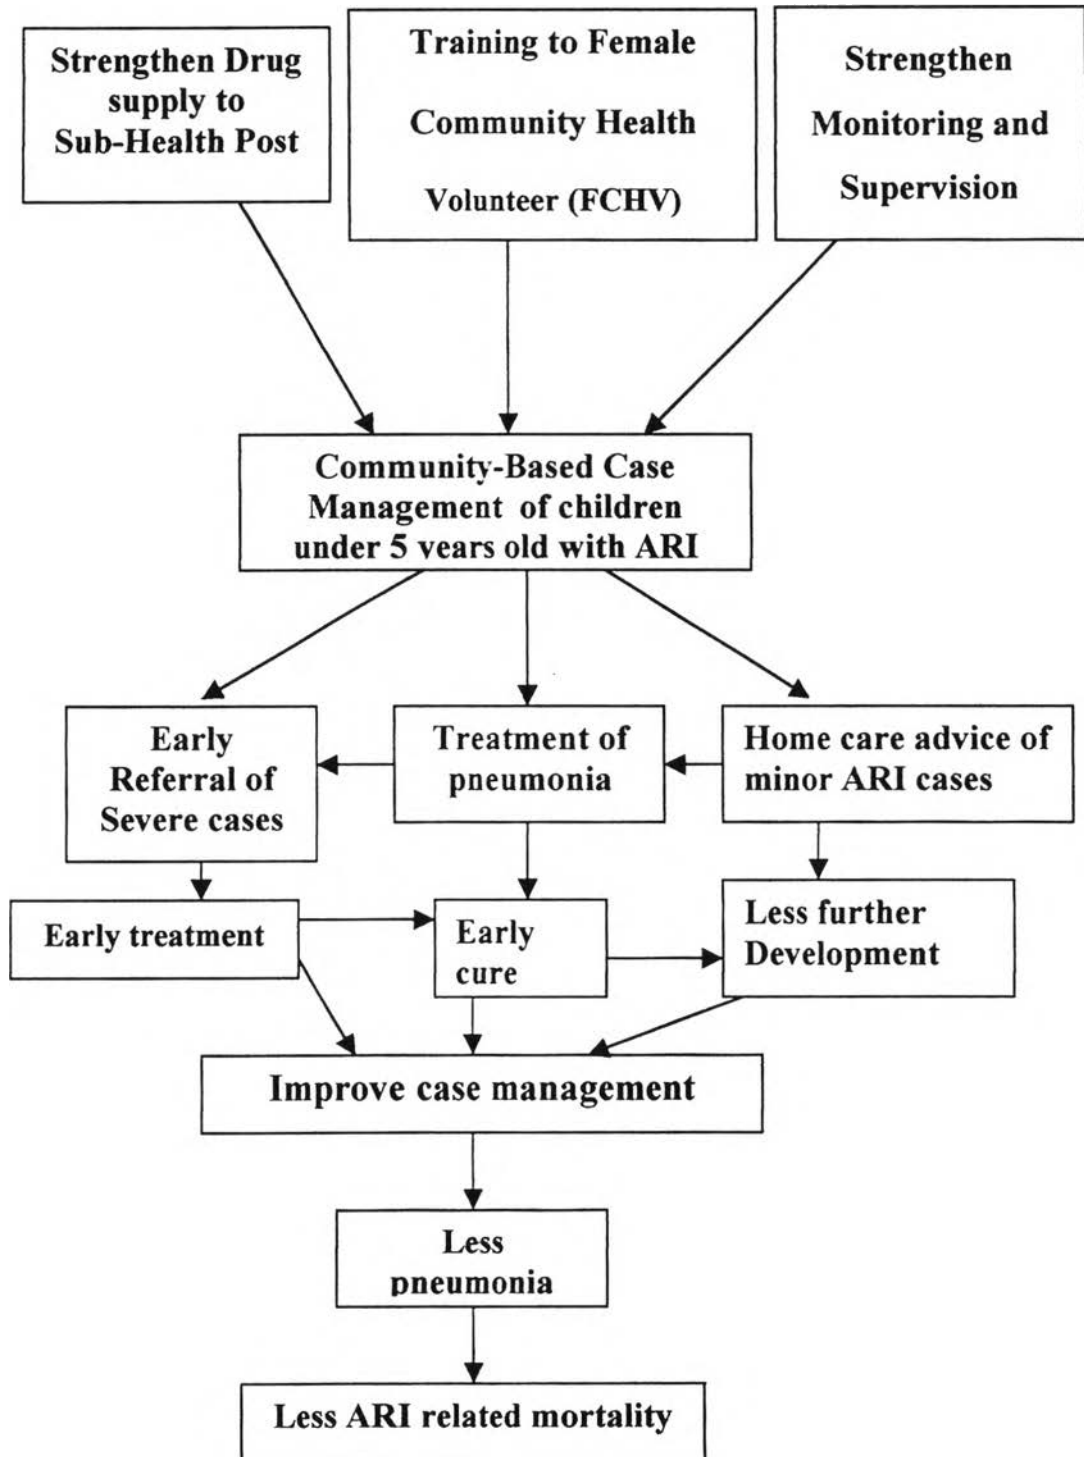 Strengthen Drug
supply to
Sub-Health Post
Training to Female
Community Health
Volunteer (FCHV)
Strengthen
Monitoring and
Supervision
Community-Based Case
Management of children
under 5 years old with ARI
Early
Referral of
Severe cases
Treatment of
pneumonia
Home care advice of
minor ARI cases
Early treatment
Early
cure
Less further
Development
Improve case management
Less
pneumonia
Less ARI related mortality